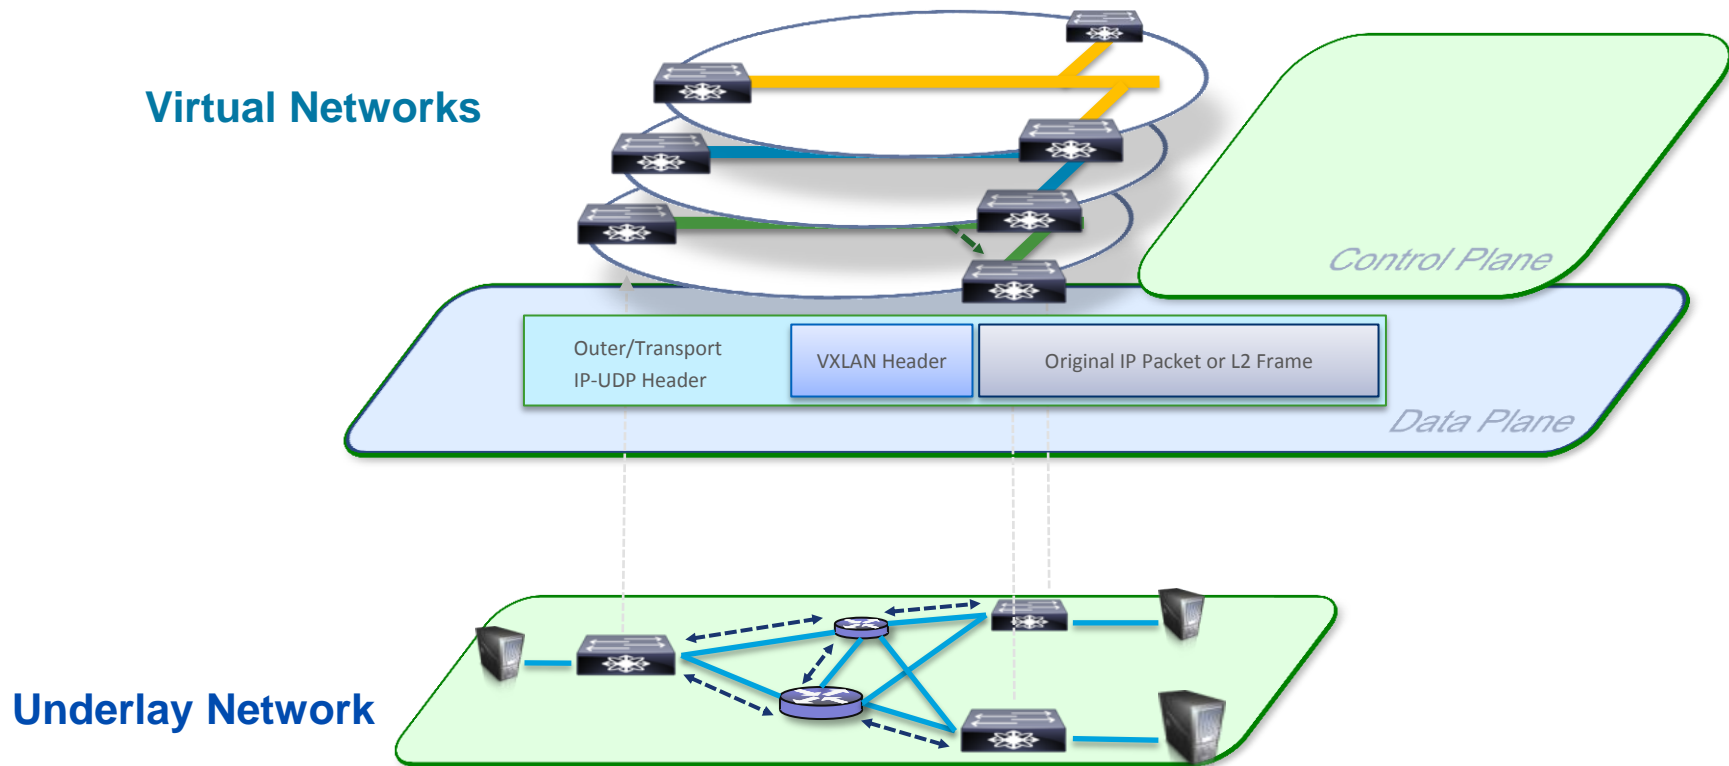 Virtual Networks
Control Plane
Outer/Transport
IP-UDP Header
VXLAN Header
Original IP Packet or L2 Frame
Data Plane
Underlay Network